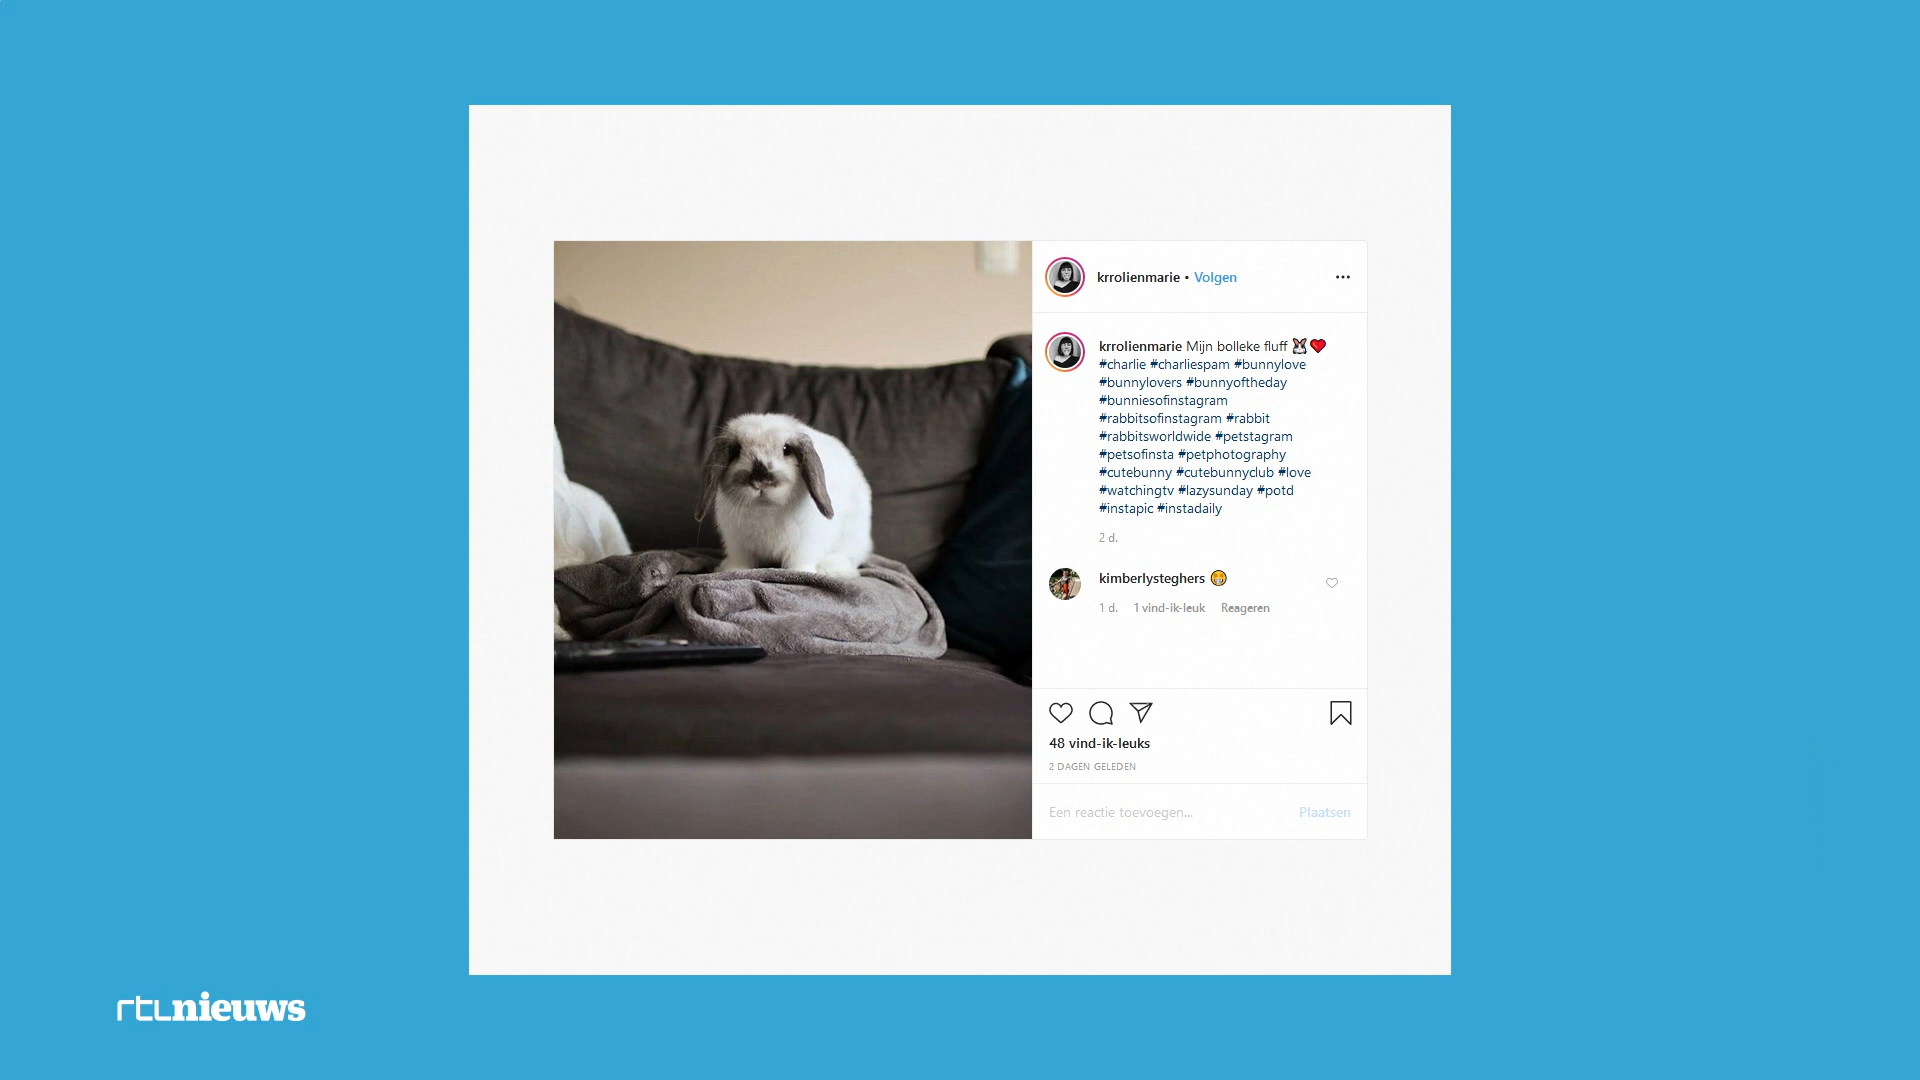 krrolienmarie • Volgen
krrolienmarie Mijn bolleke fluff 🐰❤️
#charlie #charliespam #bunnylove
#bunnylovers #bunnyoftheday
#bunniesofinstagram
#rabbitsofinstagram #rabbit
#rabbitsworldwide #petstagram
#petsofinsta #petphotography
#cutebunny #cutebunnyclub #love
#watchingtv #lazysunday #potd
#instapic #instadaily
2 d.
kimberlysteghers 😍
1 d. 1 vind-ik-leuk Reageren
48 vind-ik-leuks
2 DAGEN GELEDEN
Een reactie toevoegen... Plaatsen
rtlnieuws